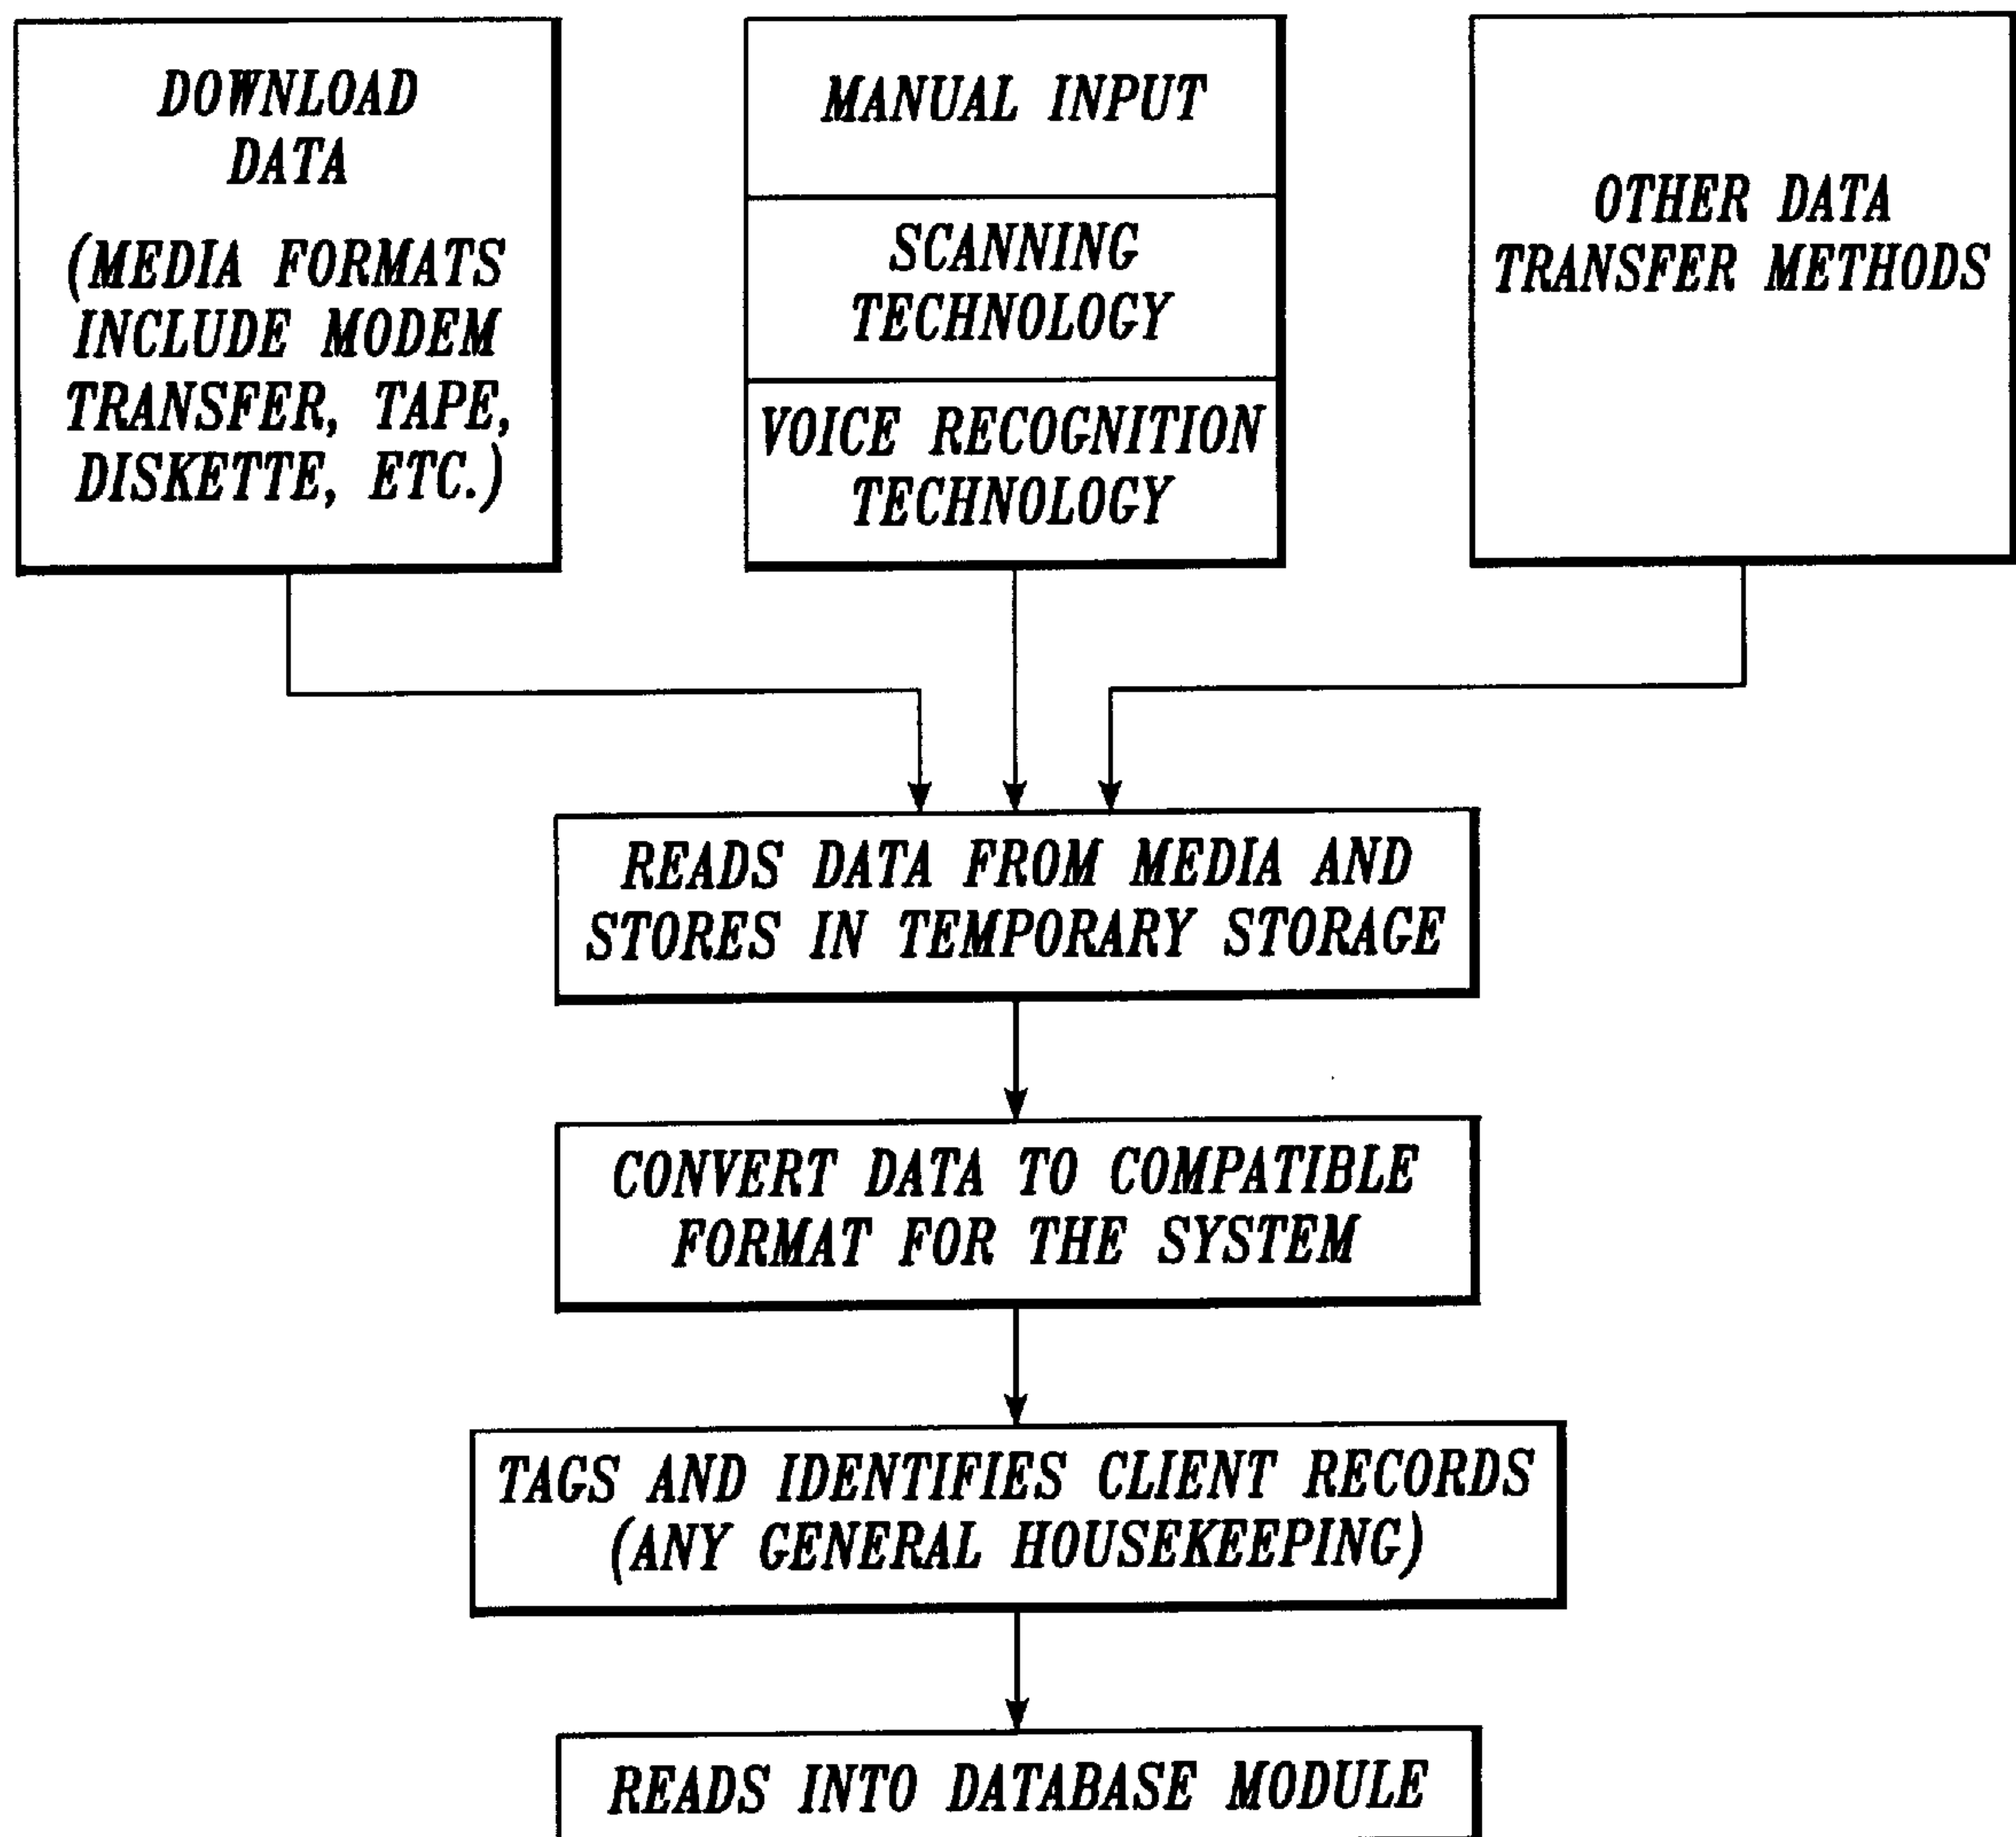 DOWNLOAD
DATA
(MEDIA FORMATS
INCLUDE MODEM
TRANSFER, TAPE,
DISKETTE, ETC.)
MANUAL INPUT
SCANNING
TECHNOLOGY
VOICE RECOGNITION
TECHNOLOGY
OTHER DATA
TRANSFER METHODS
READS DATA FROM MEDIA AND
STORES IN TEMPORARY STORAGE
CONVERT DATA TO COMPATIBLE
FORMAT FOR THE SYSTEM
TAGS AND IDENTIFIES CLIENT RECORDS
(ANY GENERAL HOUSEKEEPING)
READS INTO DATABASE MODULE